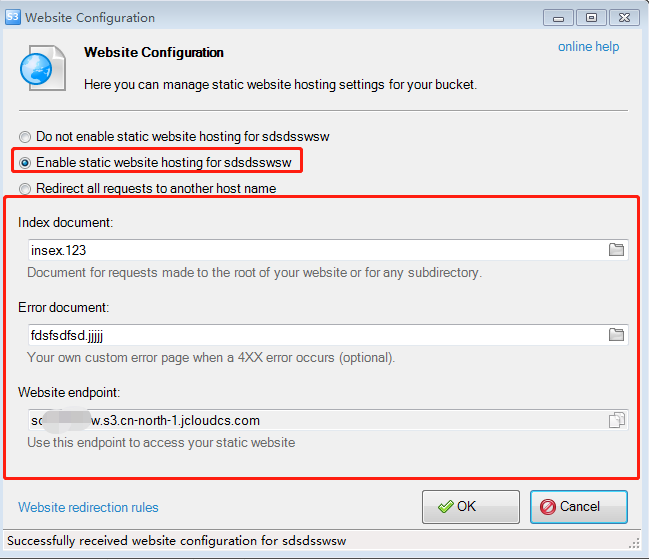 S3 Website Configuration
Website Configuration
online help
Here you can manage static website hosting settings for your bucket.
Do not enable static website hosting for sdsdsswsw
Enable static website hosting for sdsdsswsw
Redirect all requests to another host name
Index document:
insex.123
Document for requests made to the root of your website or for any subdirectory.
Error document:
fdsfsdfsd.jjjjj
Your own custom error page when a 4XX error occurs (optional).
Website endpoint:
w.s3.cn-north-1.jcloudcs.com
Use this endpoint to access your static website
Website redirection rules
OK
Cancel
Successfully received website configuration for sdsdsswsw